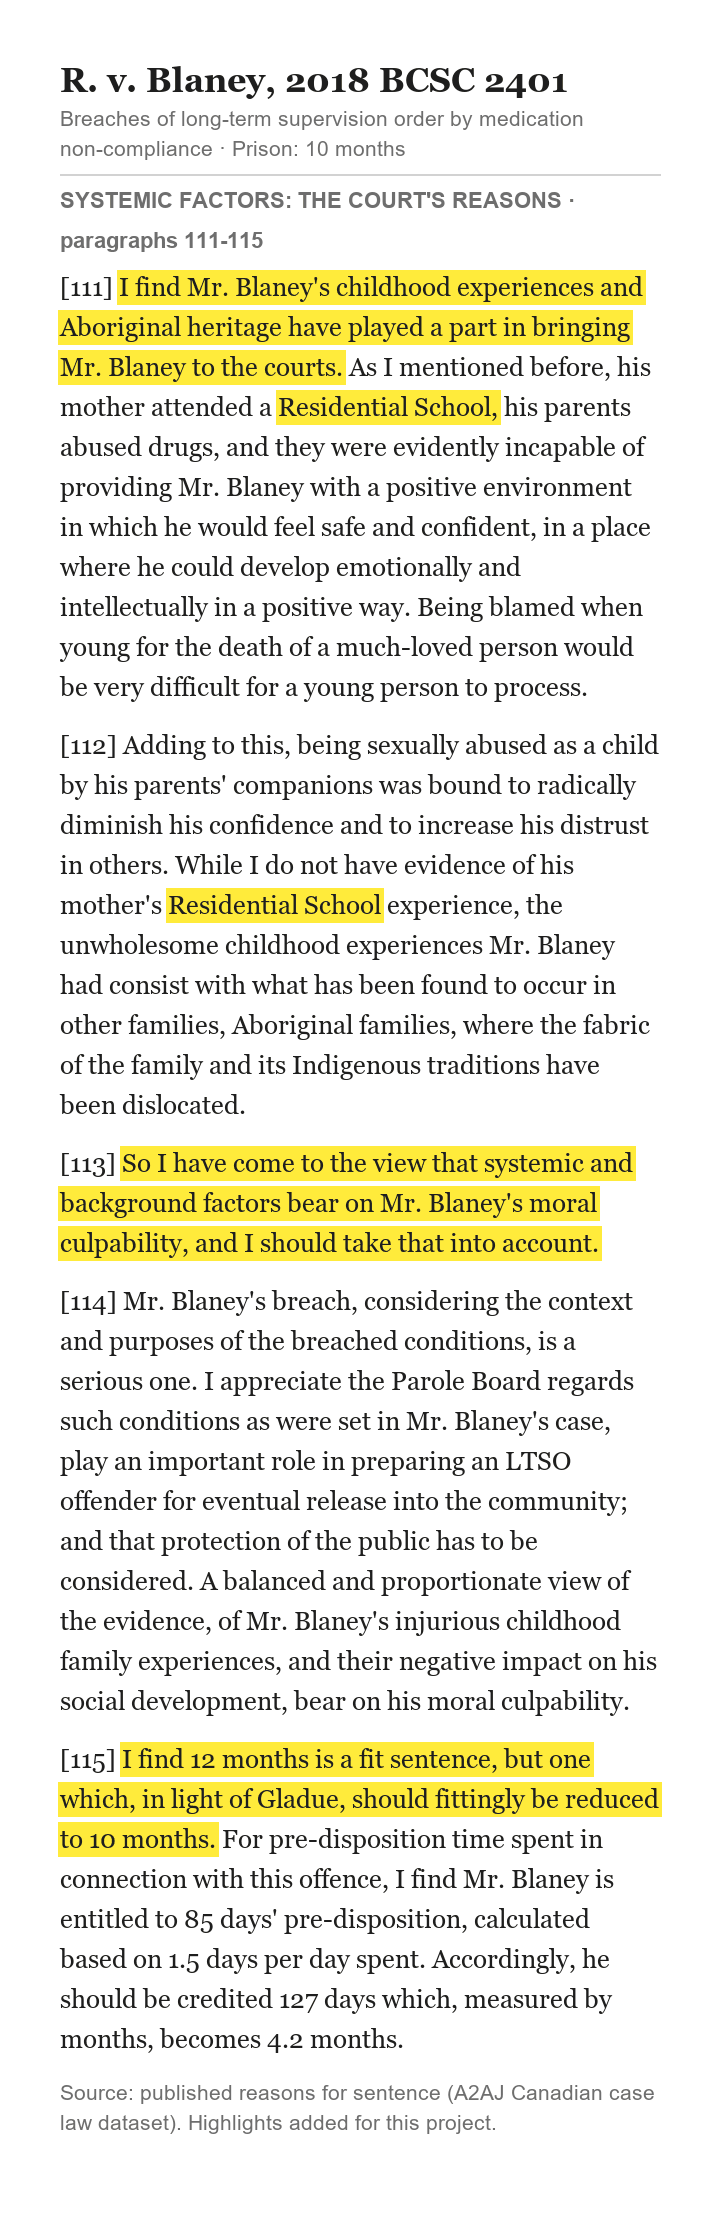 R. v. Blaney, 2018 BCSC 2401
Breaches of long-term supervision order by medication
non-compliance · Prison: 10 months
SYSTEMIC FACTORS: THE COURT'S REASONS ·
paragraphs 111-115
[111] I find Mr. Blaney's childhood experiences and
Aboriginal heritage have played a part in bringing
Mr. Blaney to the courts. As I mentioned before, his
mother attended a Residential School, his parents
abused drugs, and they were evidently incapable of
providing Mr. Blaney with a positive environment
in which he would feel safe and confident, in a place
where he could develop emotionally and
intellectually in a positive way. Being blamed when
young for the death of a much-loved person would
be very difficult for a young person to process.
[112] Adding to this, being sexually abused as a child
by his parents' companions was bound to radically
diminish his confidence and to increase his distrust
in others. While I do not have evidence of his
mother's Residential School experience, the
unwholesome childhood experiences Mr. Blaney
had consist with what has been found to occur in
other families, Aboriginal families, where the fabric
of the family and its Indigenous traditions have
been dislocated.
[113] So I have come to the view that systemic and
background factors bear on Mr. Blaney's moral
culpability, and I should take that into account.
[114] Mr. Blaney's breach, considering the context
and purposes of the breached conditions, is a
serious one. I appreciate the Parole Board regards
such conditions as were set in Mr. Blaney's case,
play an important role in preparing an LTSO
offender for eventual release into the community;
and that protection of the public has to be
considered. A balanced and proportionate view of
the evidence, of Mr. Blaney's injurious childhood
family experiences, and their negative impact on his
social development, bear on his moral culpability.
[115] I find 12 months is a fit sentence, but one
which, in light of Gladue, should fittingly be reduced
to 10 months. For pre-disposition time spent in
connection with this offence, I find Mr. Blaney is
entitled to 85 days' pre-disposition, calculated
based on 1.5 days per day spent. Accordingly, he
should be credited 127 days which, measured by
months, becomes 4.2 months.
Source: published reasons for sentence (A2AJ Canadian case
law dataset). Highlights added for this project.